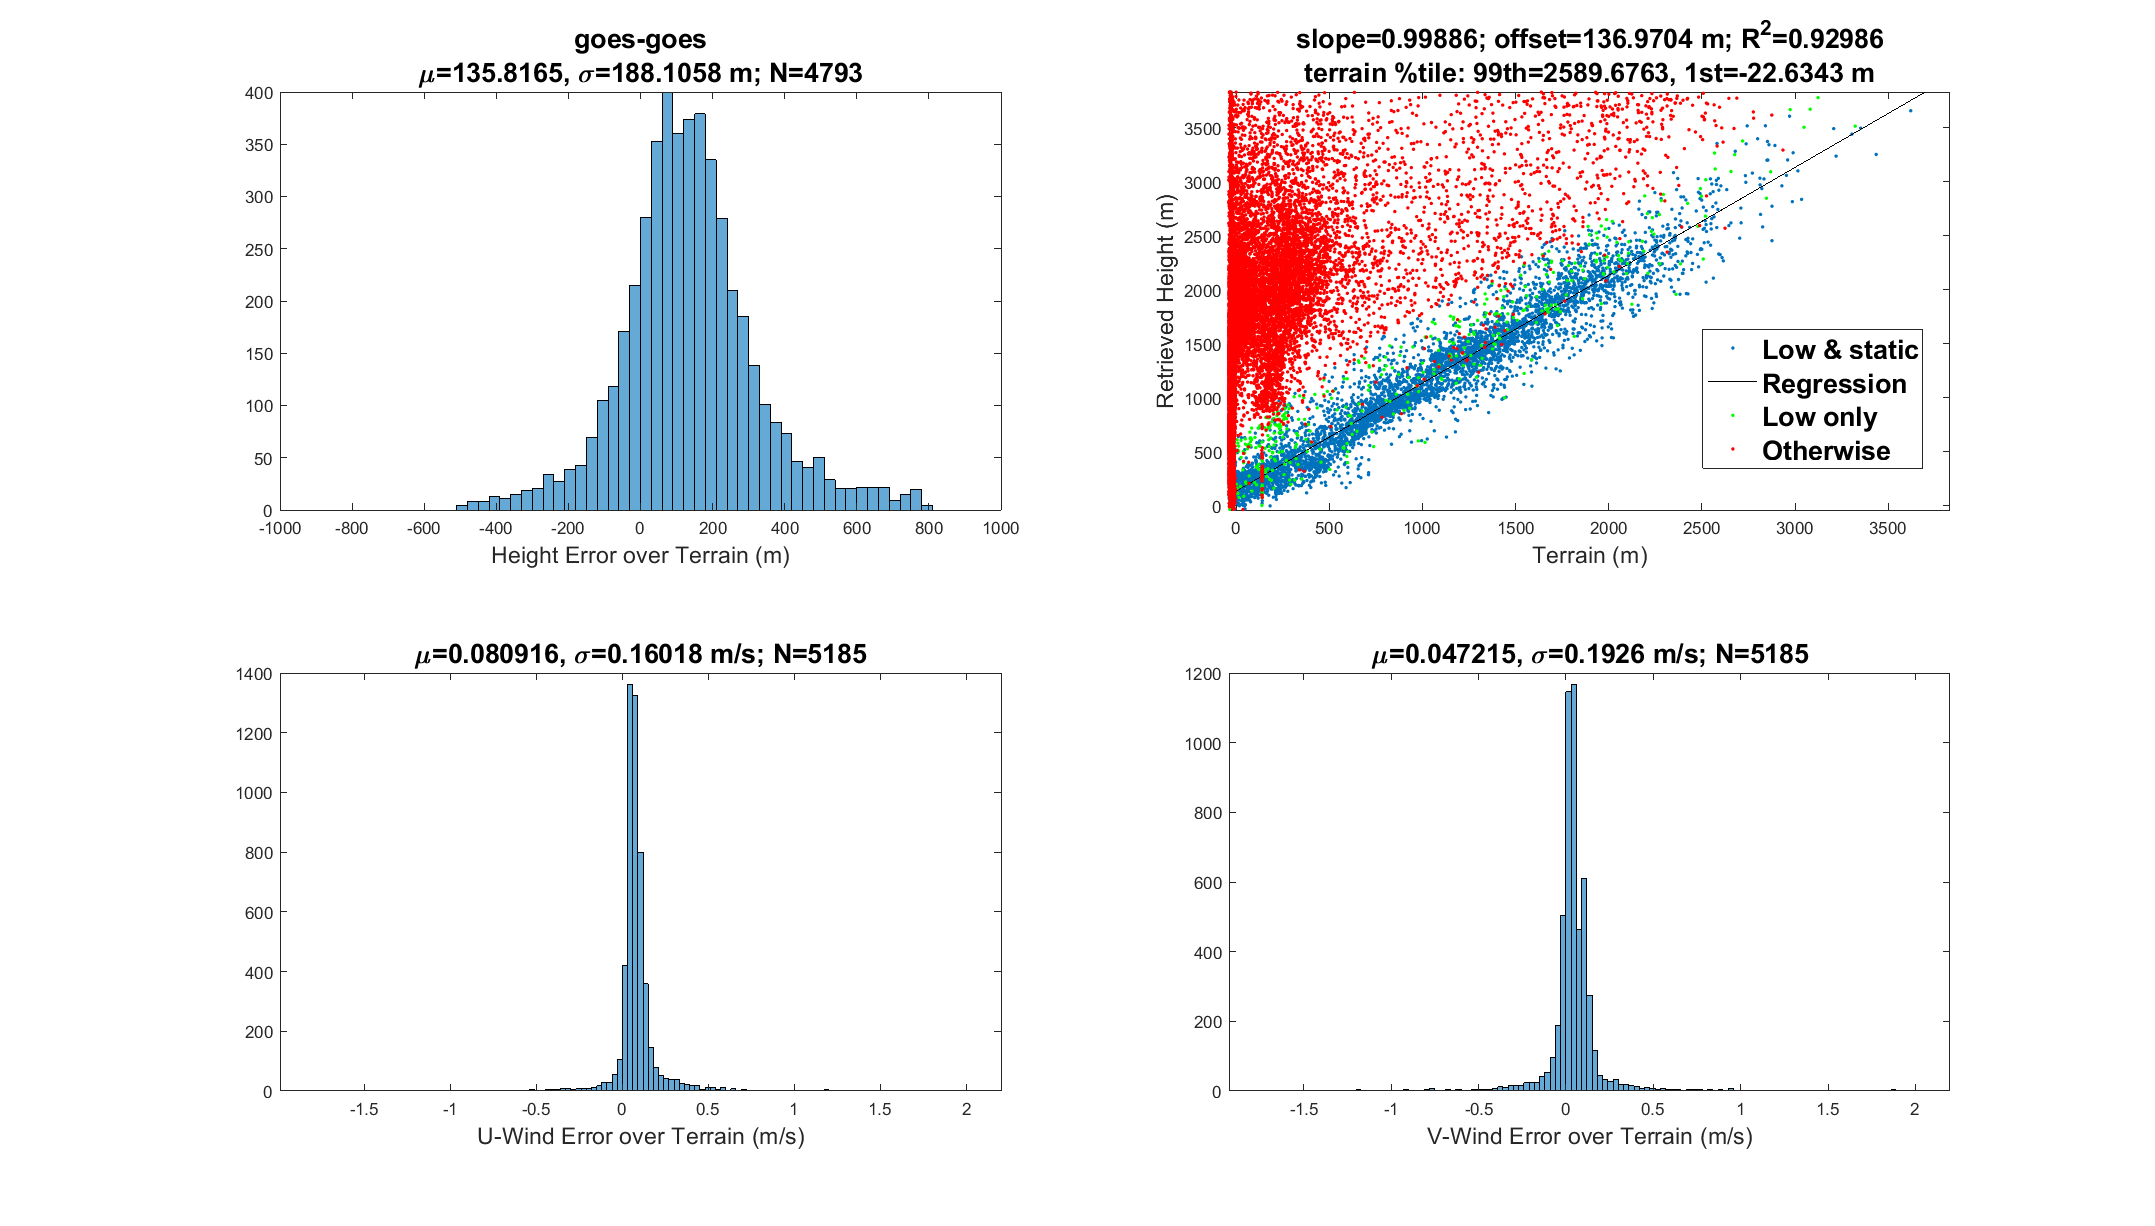 goes-goes
μ=135.8165, σ=188.1058 m; N=4793
400
350
300
250
200
150
100
50
0
-1000 -800 -600 -400 -200 0 200 400 600 800 1000
Height Error over Terrain (m)
slope=0.99886; offset=136.9704 m; R²=0.92986
terrain %tile: 99th=2589.6763, 1st=-22.6343 m
Retrieved Height (m)
3500
3000
2500
2000
1500
1000
500
0
Low & static
Regression
Low only
Otherwise
0 500 1000 1500 2000 2500 3000 3500
Terrain (m)
μ=0.080916, σ=0.16018 m/s; N=5185
1400
1200
1000
800
600
400
200
0
-1.5 -1 -0.5 0 0.5 1 1.5 2
U-Wind Error over Terrain (m/s)
μ=0.047215, σ=0.1926 m/s; N=5185
1200
1000
800
600
400
200
0
-1.5 -1 -0.5 0 0.5 1 1.5 2
V-Wind Error over Terrain (m/s)